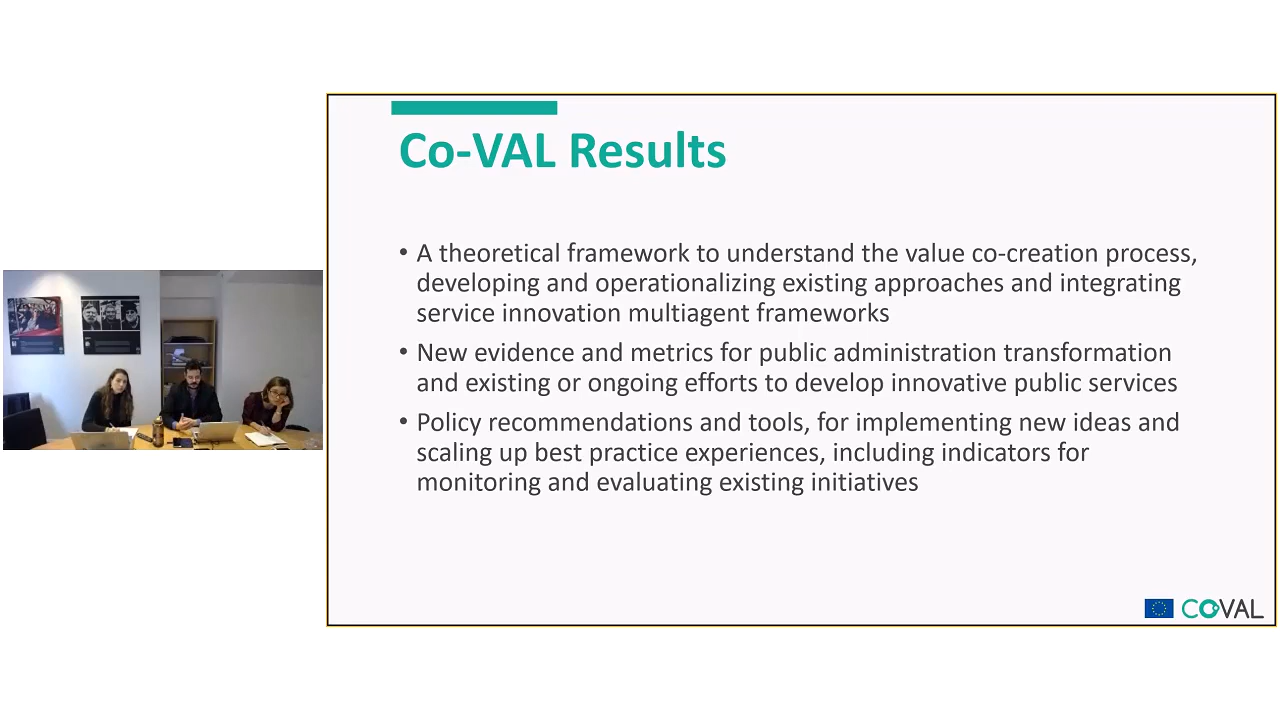 Co-VAL Results
• A theoretical framework to understand the value co-creation process,
developing and operationalizing existing approaches and integrating
service innovation multiagent frameworks
• New evidence and metrics for public administration transformation
and existing or ongoing efforts to develop innovative public services
• Policy recommendations and tools, for implementing new ideas and
scaling up best practice experiences, including indicators for
monitoring and evaluating existing initiatives
COVAL